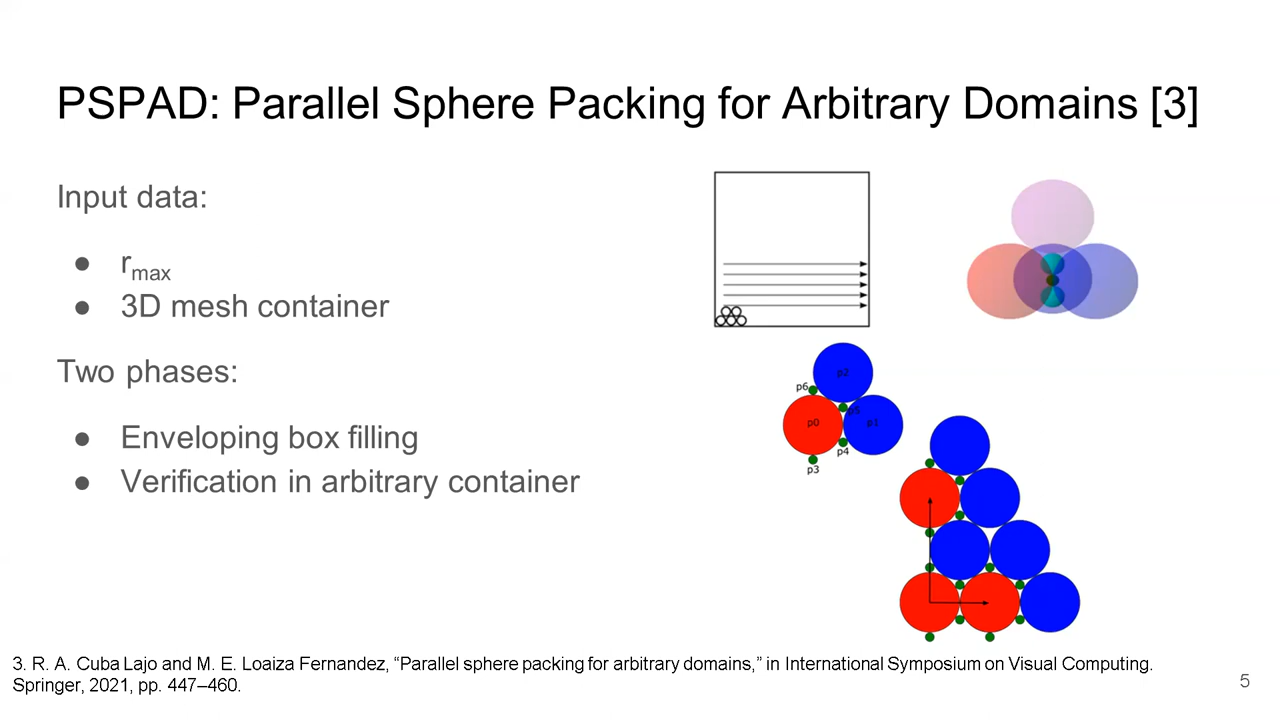 PSPAD: Parallel Sphere Packing for Arbitrary Domains [3]
Input data:
● rmax
● 3D mesh container
Two phases:
● Enveloping box filling
● Verification in arbitrary container
p2
p6
p5
p0
p1
p4
p3
3. R. A. Cuba Lajo and M. E. Loaiza Fernandez, “Parallel sphere packing for arbitrary domains,” in International Symposium on Visual Computing.
Springer, 2021, pp. 447–460.
5